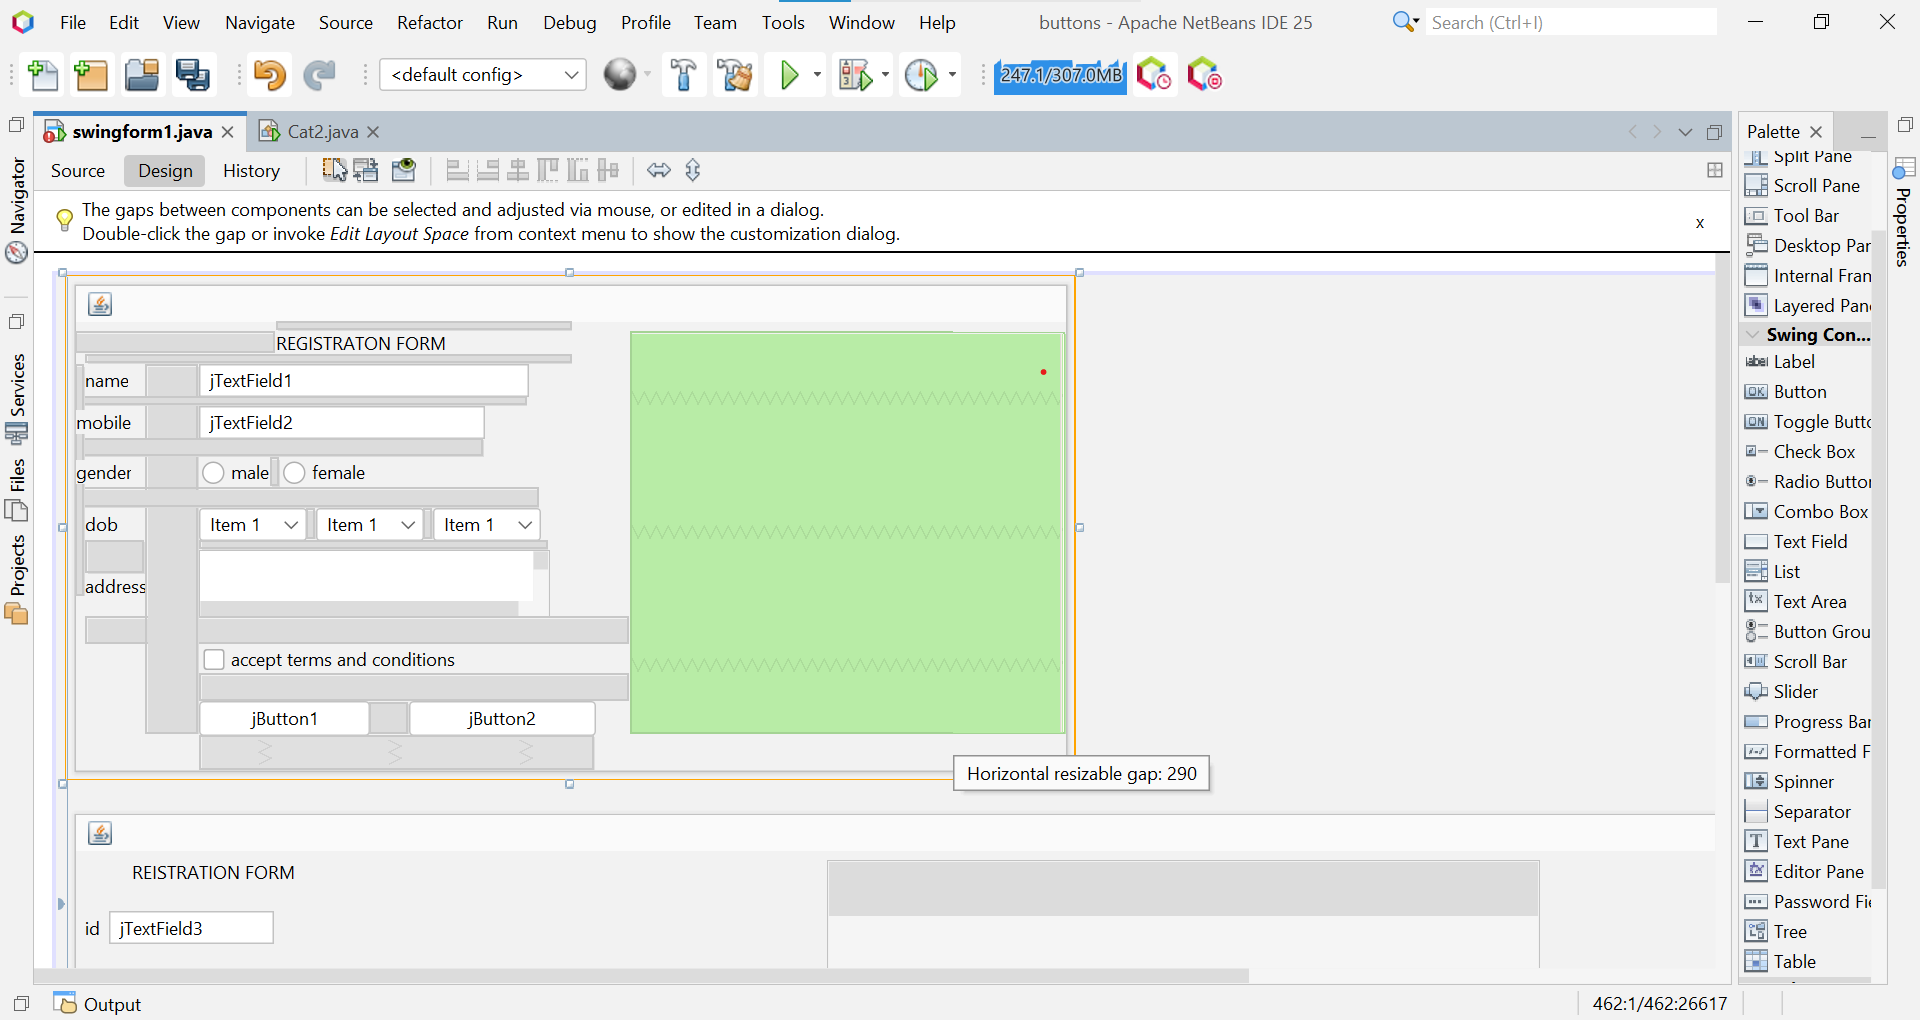 File Edit View Navigate Source Refactor Run Debug Profile Team Tools Window Help
buttons - Apache NetBeans IDE 25
Search (Ctrl+I)
<default config>
247.1/307.0MB
swingform1.java
Cat2.java
Source Design History
The gaps between components can be selected and adjusted via mouse, or edited in a dialog.
Double-click the gap or invoke Edit Layout Space from context menu to show the customization dialog.
x
Navigator
Services
Files
Projects
REGISTRATON FORM
name jTextField1
mobile jTextField2
gender male female
dob Item 1 Item 1 Item 1
address
accept terms and conditions
jButton1 jButton2
Horizontal resizable gap: 290
REISTRATION FORM
id jTextField3
Palette
Split Pane
Scroll Pane
Tool Bar
Desktop Par
Internal Fran
Layered Pan
Swing Con...
Label
Button
Toggle Butto
Check Box
Radio Button
Combo Box
Text Field
List
Text Area
Button Grou
Scroll Bar
Slider
Progress Bar
Formatted F
Spinner
Separator
Text Pane
Editor Pane
Password Fie
Tree
Table
Properties
Output
462:1/462:26617